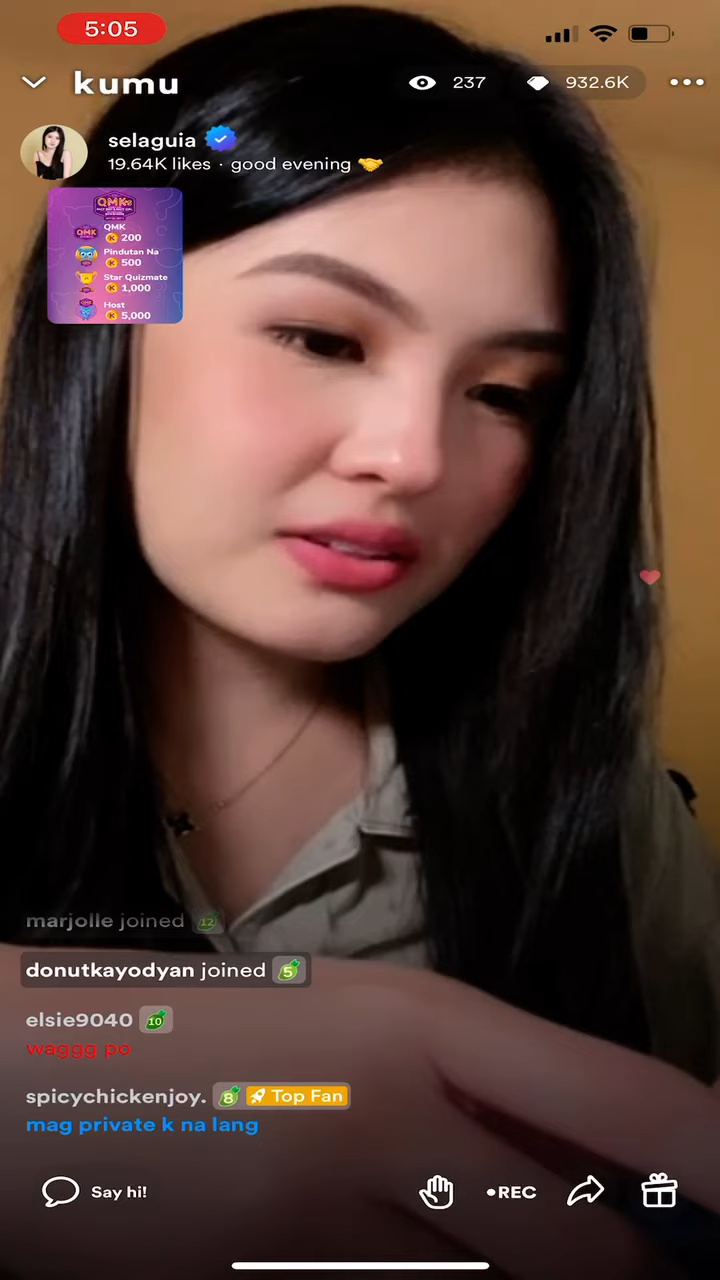 5:05
kumu
237
932.6K
selaguia
19.64K likes · good evening 🤝
QMKs
QMK
K 200
Pindutan Na
K 500
Star Quizmate
K 1,000
Host
K 5,000
marjolle joined 12
donutkayodyan joined 5
elsie9040 10
waggg po
spicychickenjoy. 8 Top Fan
mag private k na lang
Say hi!
•REC